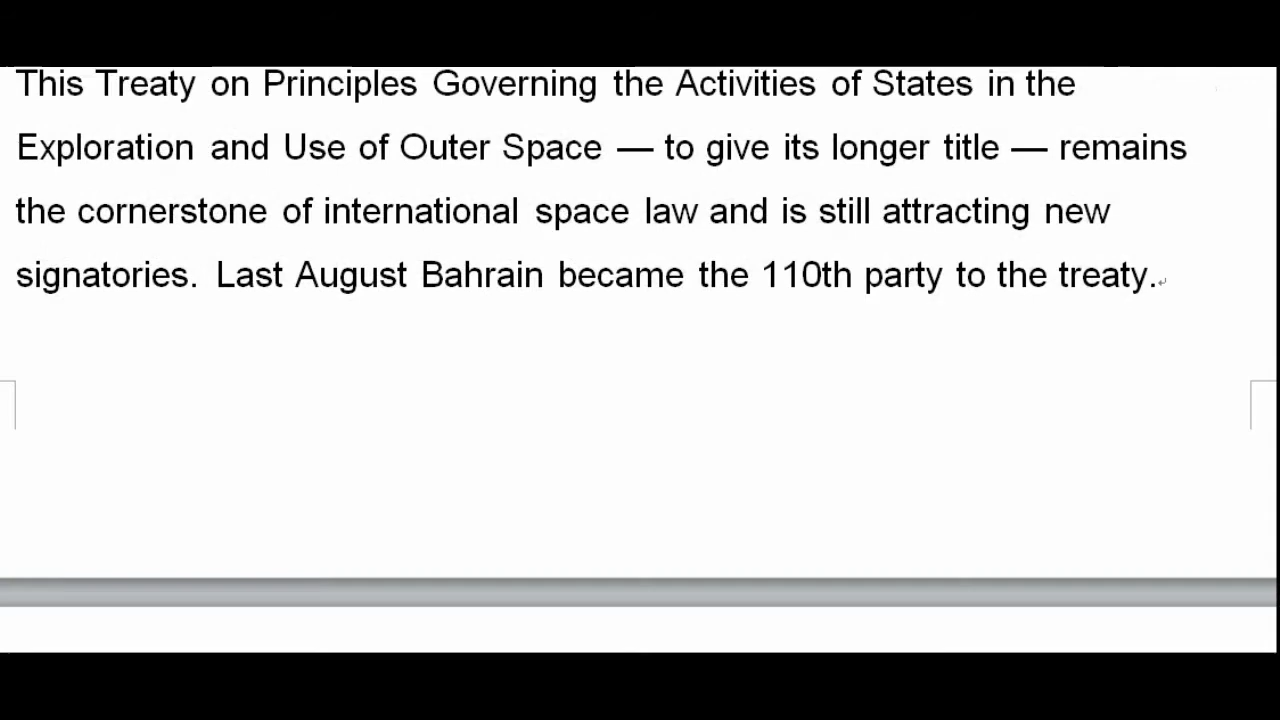 This Treaty on Principles Governing the Activities of States in the
Exploration and Use of Outer Space — to give its longer title — remains
the cornerstone of international space law and is still attracting new
signatories. Last August Bahrain became the 110th party to the treaty.